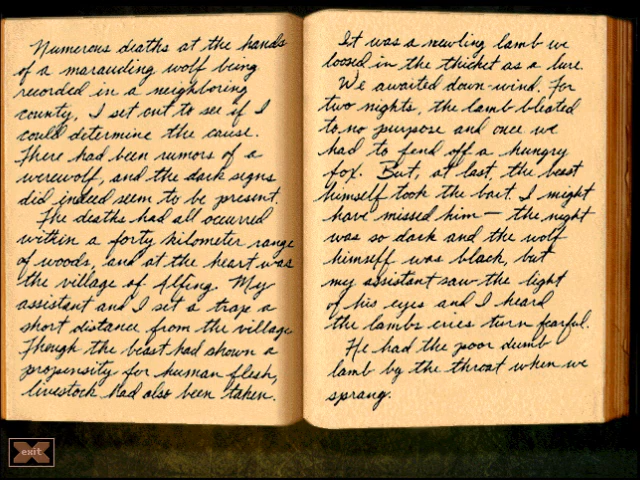 Numerous deaths at the hands
of a marauding wolf being
recorded in a neighboring
county, I set out to see if I
could determine the cause.
There had been rumors of a
werewolf, and the dark signs
did indeed seem to be present.
The deaths had all occurred
within a forty kilometer range
of woods, and at the heart was
the village of Alfing. My
assistant and I set a trap a
short distance from the village.
Though the beast had shown a
propensity for human flesh,
livestock had also been taken.
It was a mewling lamb we
loosed in the thicket as a lure.
We awaited down-wind. For
two nights, the lamb bleated
to no purpose and once we
had to fend off a hungry
fox. But, at last, the beast
himself took the bait. I might
have missed him — the night
was so dark and the wolf
himself was black, but
my assistant saw the light
of his eyes and I heard
the lambs cries turn fearful.
He had the poor dumb
lamb by the throat when we
sprang.
exit